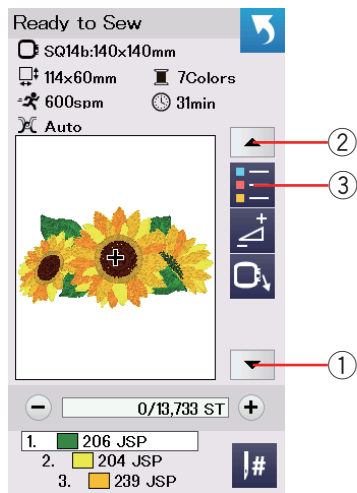 Ready to Sew
SQ14b:140x140mm
114x60mm 7Colors
600spm 31min
Auto
2
3
1
0/13,733 ST
1. 206 JSP
2. 204 JSP
3. 239 JSP
#